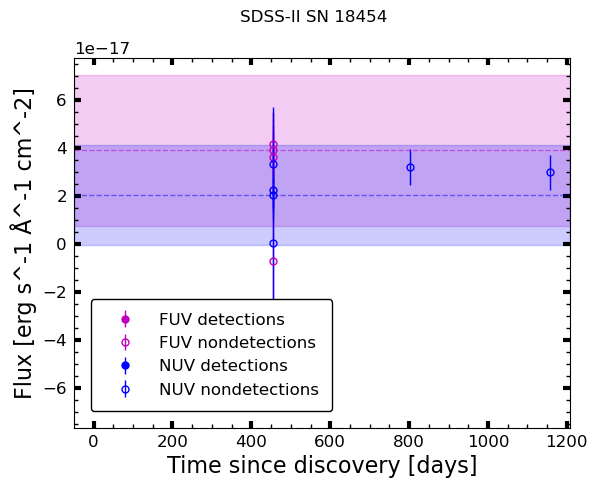 SDSS-II SN 18454
1e−17
6
4
2
0
−2
−4
−6
Flux [erg s^-1 Å^-1 cm^-2]
FUV detections
FUV nondetections
NUV detections
NUV nondetections
0 200 400 600 800 1000 1200
Time since discovery [days]